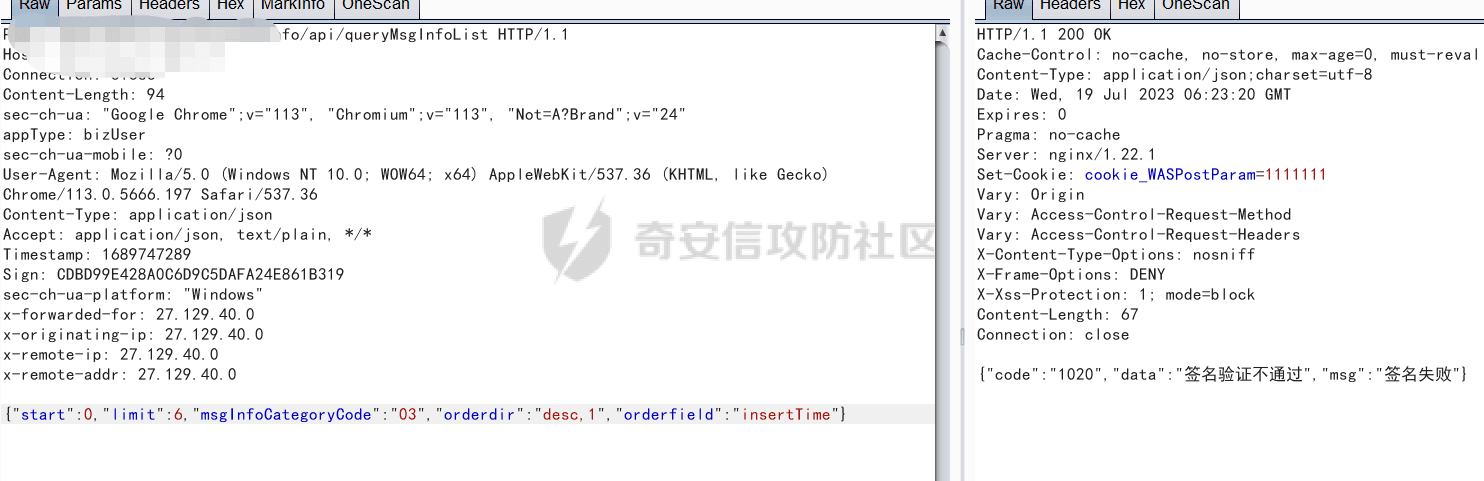 Raw Params Headers Hex MarkInfo OneScan
fo/api/queryMsgInfoList HTTP/1.1
Connection: close
Content-Length: 94
sec-ch-ua: "Google Chrome";v="113", "Chromium";v="113", "Not=A?Brand";v="24"
appType: bizUser
sec-ch-ua-mobile: ?0
User-Agent: Mozilla/5.0 (Windows NT 10.0; WOW64; x64) AppleWebKit/537.36 (KHTML, like Gecko)
Chrome/113.0.5666.197 Safari/537.36
Content-Type: application/json
Accept: application/json, text/plain, */*
Timestamp: 1689747289
Sign: CDBD99E428A0C6D9C5DAFA24E861B319
sec-ch-ua-platform: "Windows"
x-forwarded-for: 27.129.40.0
x-originating-ip: 27.129.40.0
x-remote-ip: 27.129.40.0
x-remote-addr: 27.129.40.0
{"start":0,"limit":6,"msgInfoCategoryCode":"03","orderdir":"desc,1","orderfield":"insertTime"}
奇安信攻防社区
Raw Headers Hex OneScan
HTTP/1.1 200 OK
Cache-Control: no-cache, no-store, max-age=0, must-reval
Content-Type: application/json;charset=utf-8
Date: Wed, 19 Jul 2023 06:23:20 GMT
Expires: 0
Pragma: no-cache
Server: nginx/1.22.1
Set-Cookie: cookie_WASPostParam=1111111
Vary: Origin
Vary: Access-Control-Request-Method
Vary: Access-Control-Request-Headers
X-Content-Type-Options: nosniff
X-Frame-Options: DENY
X-Xss-Protection: 1; mode=block
Content-Length: 67
Connection: close
{"code":"1020","data":"签名验证不通过","msg":"签名失败"}